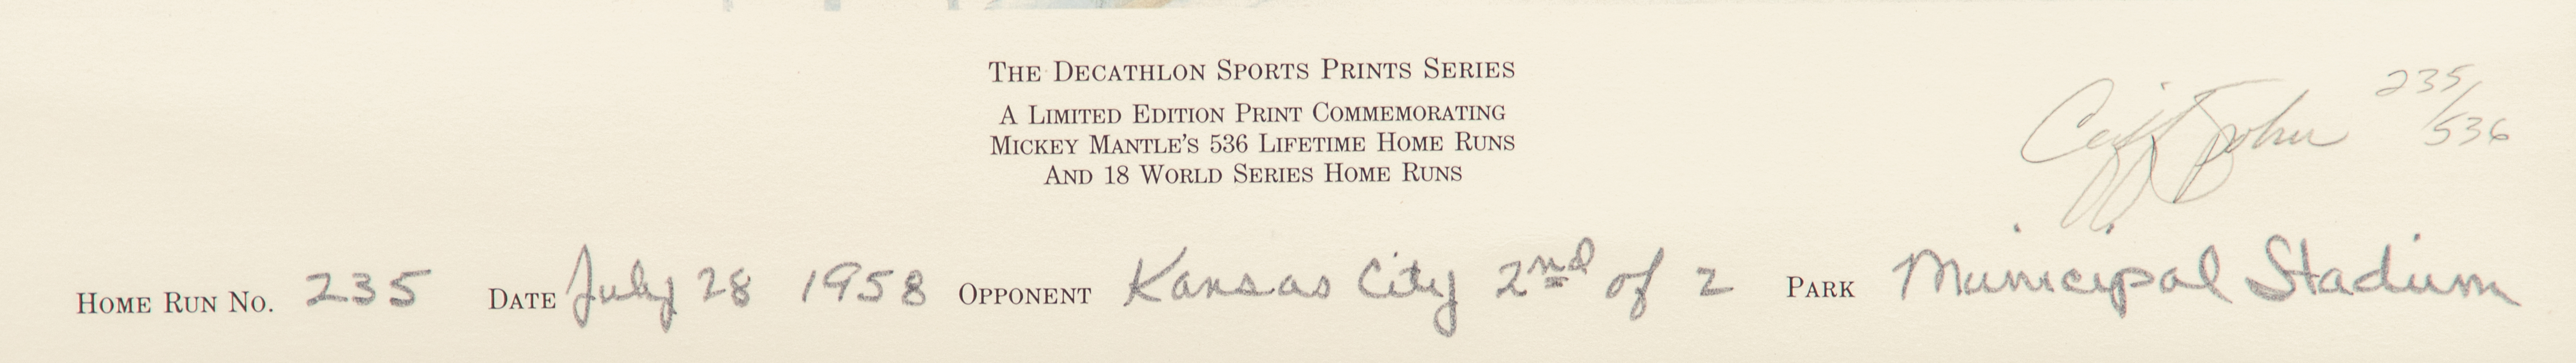 The Decathlon Sports Prints Series
A Limited Edition Print Commemorating
Mickey Mantle's 536 Lifetime Home Runs
And 18 World Series Home Runs
Cliff Spohn 235/536
Home Run No. 235 Date July 28 1958 Opponent Kansas City 2nd of 2 Park Municipal Stadium